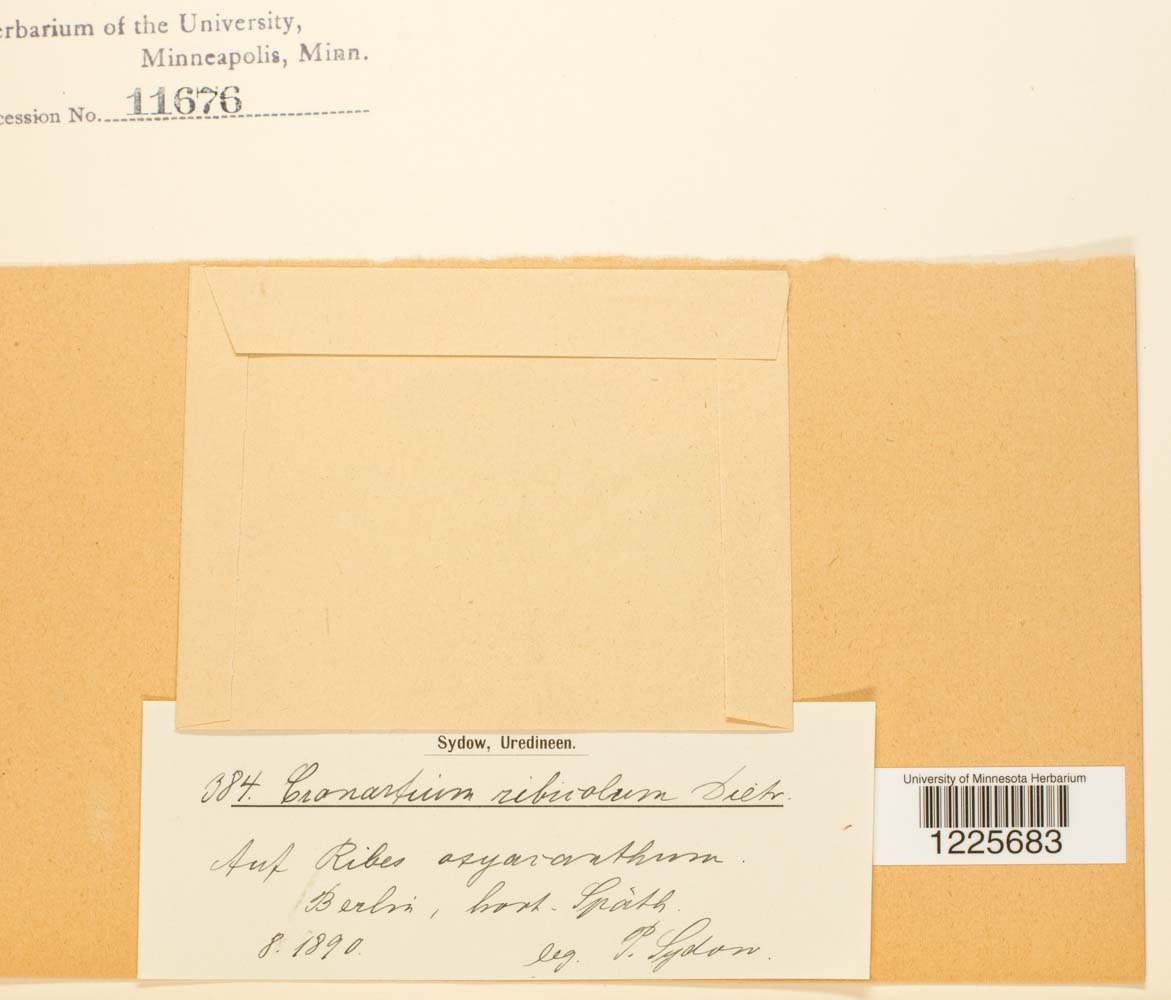 erbarium of the University,
Minneapolis, Minn.
cession No. 11676
Sydow, Uredineen.
384. Cronartium ribicolum Dietr.
Auf Ribes oxyacanthum.
Berlin, hort. Späth.
8. 1890. leg. P. Sydow.
University of Minnesota Herbarium
1225683